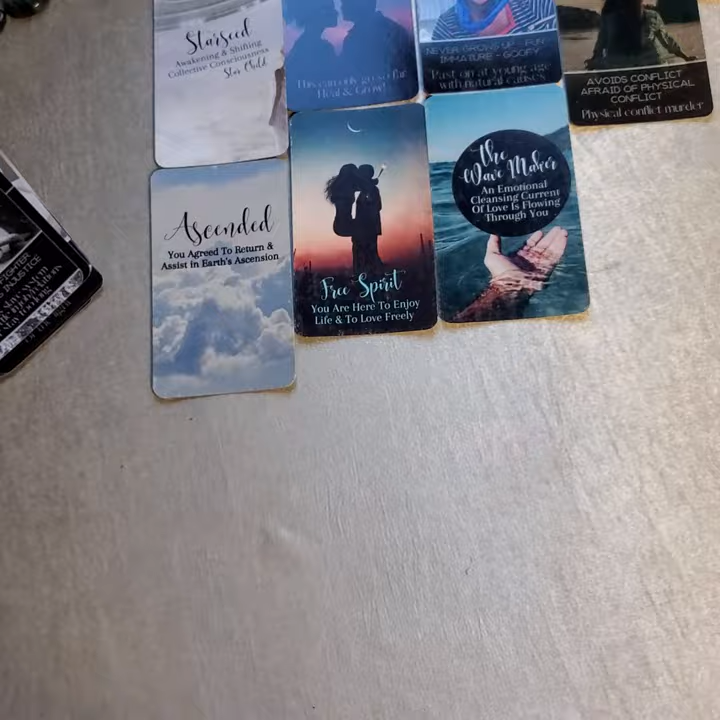 Starseed
Awakening & Shifting
Collective Consciousness
Star Child
This can only go so far
Heal & Grow!
NEVER GROWS UP - FUN
IMMATURE - GOOFY
Past on at young age
with natural causes
AVOIDS CONFLICT
AFRAID OF PHYSICAL
CONFLICT
Physical conflict murder
Ascended
You Agreed To Return &
Assist in Earth's Ascension
Free Spirit
You Are Here To Enjoy
Life & To Love Freely
The
Wave Maker
An Emotional
Cleansing Current
Of Love Is Flowing
Through You
INJUSTICE